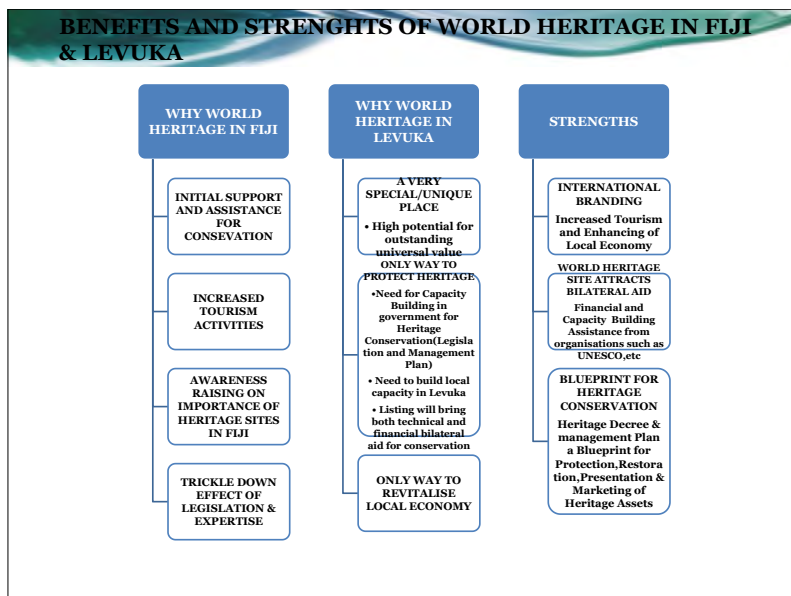 BENEFITS AND STRENGHTS OF WORLD HERITAGE IN FIJI
& LEVUKA
WHY WORLD
HERITAGE IN FIJI
INITIAL SUPPORT
AND ASSISTANCE
FOR
CONSEVATION
INCREASED
TOURISM
ACTIVITIES
AWARENESS
RAISING ON
IMPORTANCE OF
HERITAGE SITES
IN FIJI
TRICKLE DOWN
EFFECT OF
LEGISLATION &
EXPERTISE
WHY WORLD
HERITAGE IN
LEVUKA
A VERY
SPECIAL/UNIQUE
PLACE
• High potential for
outstanding
universal value
ONLY WAY TO
PROTECT HERITAGE
•Need for Capacity
Building in
government for
Heritage
Conservation(Legisla
tion and Management
Plan)
• Need to build local
capacity in Levuka
• Listing will bring
both technical and
financial bilateral
aid for conservation
ONLY WAY TO
REVITALISE
LOCAL ECONOMY
STRENGTHS
INTERNATIONAL
BRANDING
Increased Tourism
and Enhancing of
Local Economy
WORLD HERITAGE
SITE ATTRACTS
BILATERAL AID
Financial and
Capacity Building
Assistance from
organisations such as
UNESCO,etc
BLUEPRINT FOR
HERITAGE
CONSERVATION
Heritage Decree &
management Plan
a Blueprint for
Protection,Restora
tion,Presentation &
Marketing of
Heritage Assets